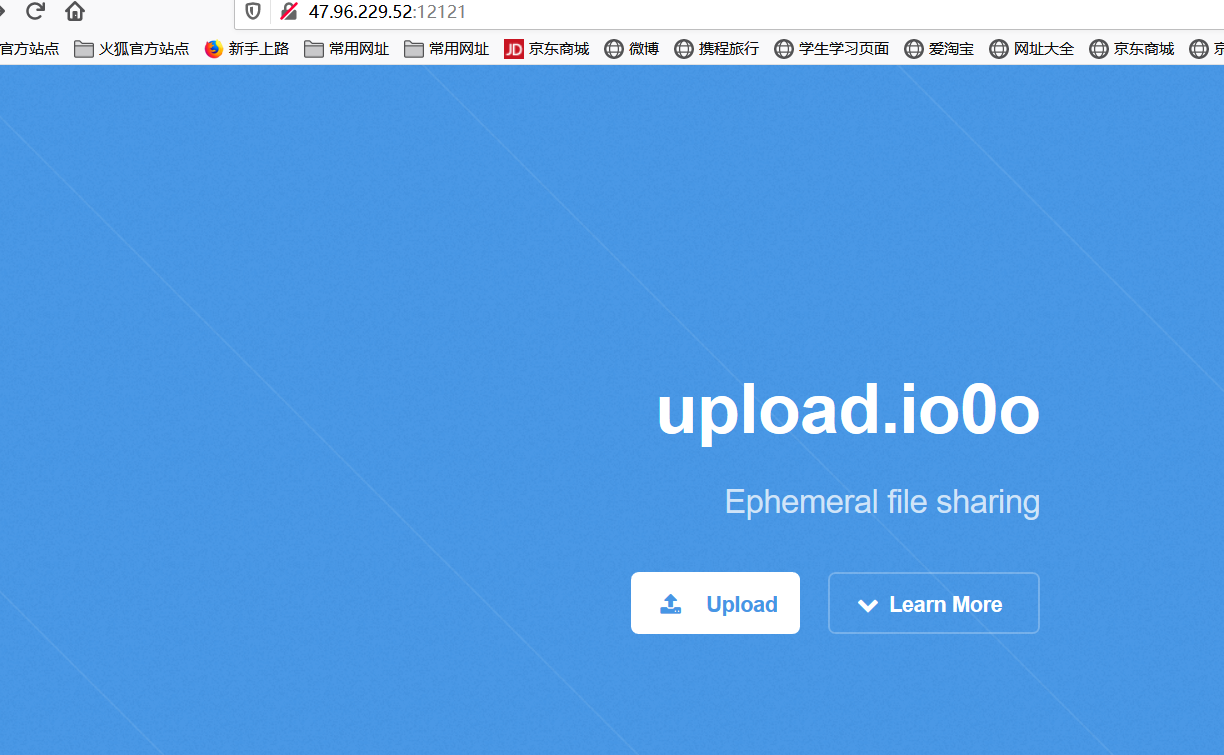 47.96.229.52:12121
官方站点 火狐官方站点 新手上路 常用网址 常用网址 JD 京东商城 微博 携程旅行 学生学习页面 爱淘宝 网址大全 京东商城
upload.io0o
Ephemeral file sharing
Upload Learn More